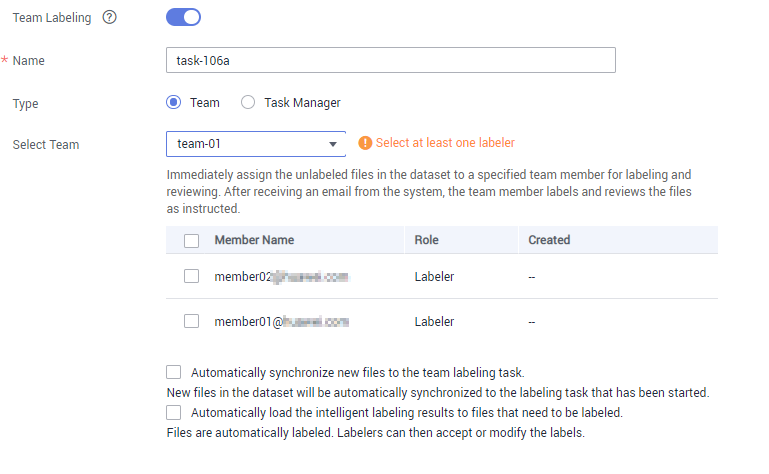 Team Labeling ?
* Name task-106a
Type Team Task Manager
Select Team team-01 ! Select at least one labeler
Immediately assign the unlabeled files in the dataset to a specified team member for labeling and
reviewing. After receiving an email from the system, the team member labels and reviews the files
as instructed.
Member Name Role Created
member02 Labeler --
member01@ Labeler --
Automatically synchronize new files to the team labeling task.
New files in the dataset will be automatically synchronized to the labeling task that has been started.
Automatically load the intelligent labeling results to files that need to be labeled.
Files are automatically labeled. Labelers can then accept or modify the labels.